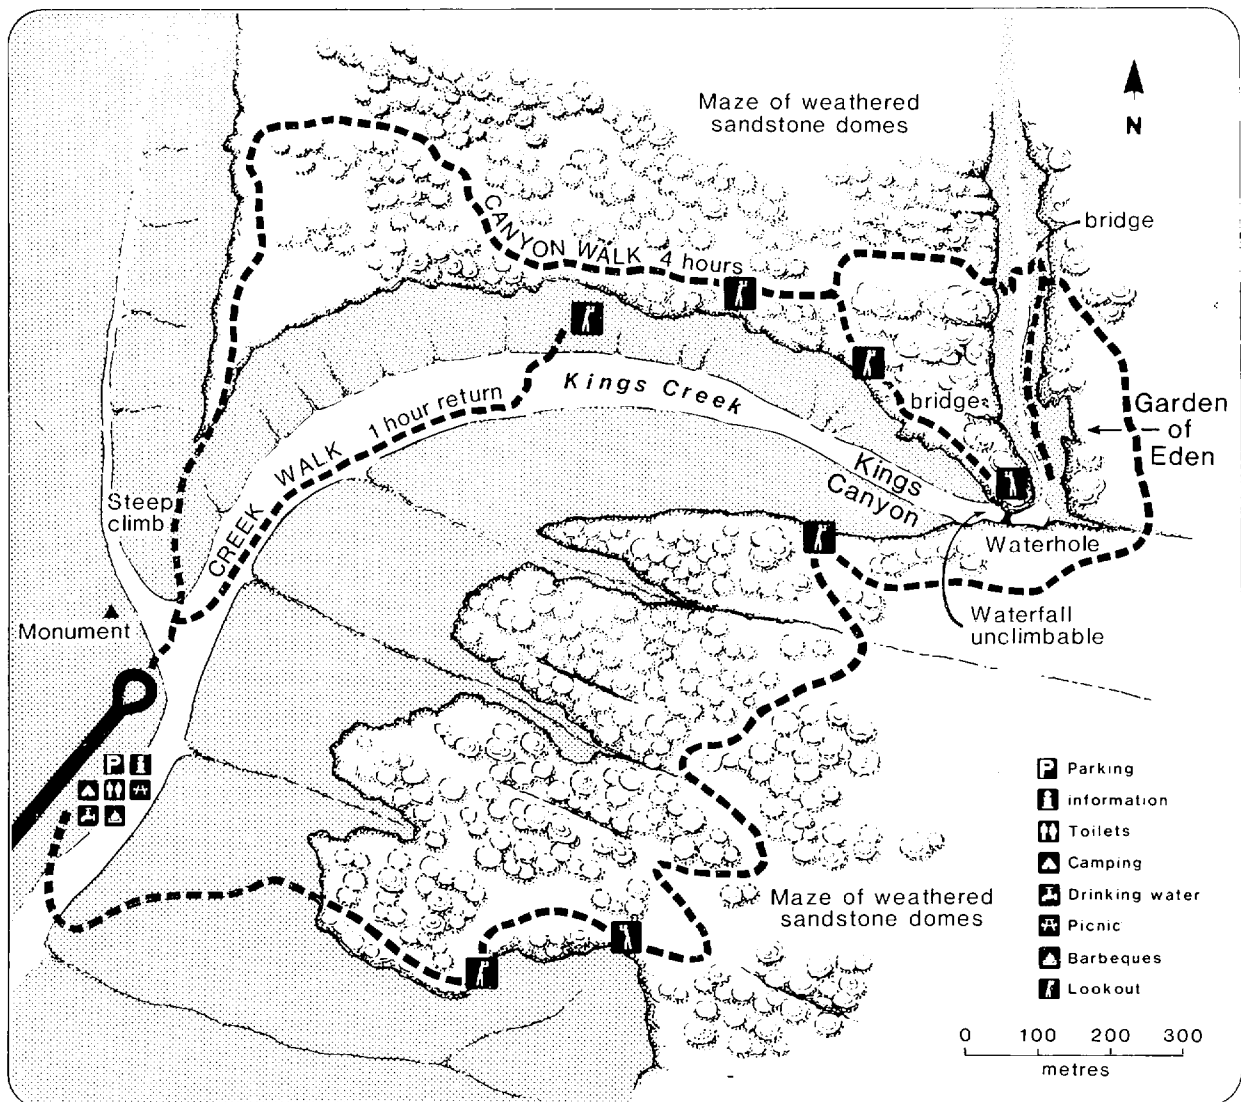 Maze of weathered
sandstone domes
N
bridge
CANYON WALK 4 hours
Kings Creek
bridge
Garden
of
Eden
CREEK WALK 1 hour return
Kings
Canyon
Steep
climb
Waterhole
Monument
Waterfall
unclimbable
Maze of weathered
sandstone domes
P Parking
information
Toilets
Camping
Drinking water
Picnic
Barbeques
Lookout
0 100 200 300
metres
P